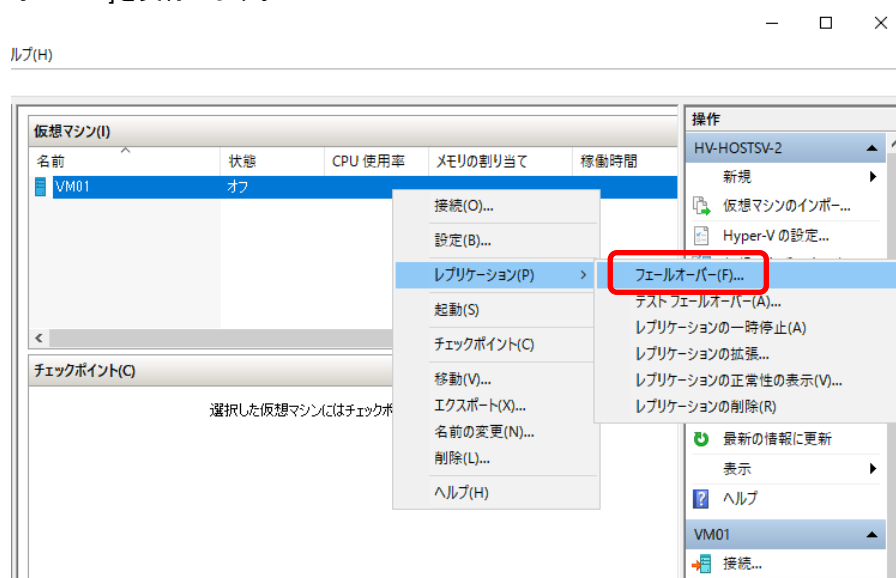 ルプ(H)
仮想マシン(I)
名前 状態 CPU 使用率 メモリの割り当て 稼働時間
VM01 オフ
接続(O)...
設定(B)...
レプリケーション(P)
起動(S)
チェックポイント(C)
移動(V)...
エクスポート(X)...
名前の変更(N)...
削除(L)...
ヘルプ(H)
フェールオーバー(F)...
テスト フェールオーバー(A)...
レプリケーションの一時停止(A)
レプリケーションの拡張...
レプリケーションの正常性の表示(V)...
レプリケーションの削除(R)
チェックポイント(C)
選択した仮想マシンにはチェックポ
操作
HV-HOSTSV-2
新規
仮想マシンのインポー...
Hyper-V の設定...
最新の情報に更新
表示
ヘルプ
VM01
接続...